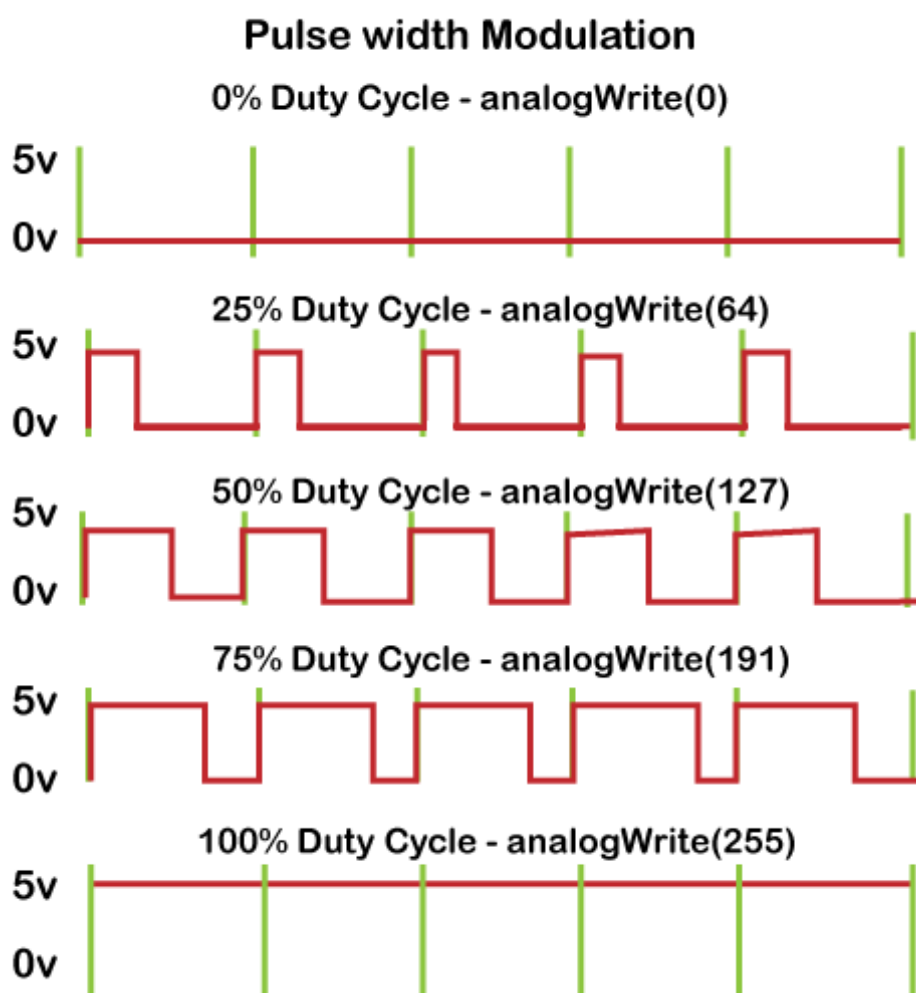 Pulse width Modulation
0% Duty Cycle - analogWrite(0)
5v
0v
25% Duty Cycle - analogWrite(64)
5v
0v
50% Duty Cycle - analogWrite(127)
5v
0v
75% Duty Cycle - analogWrite(191)
5v
0v
100% Duty Cycle - analogWrite(255)
5v
0v